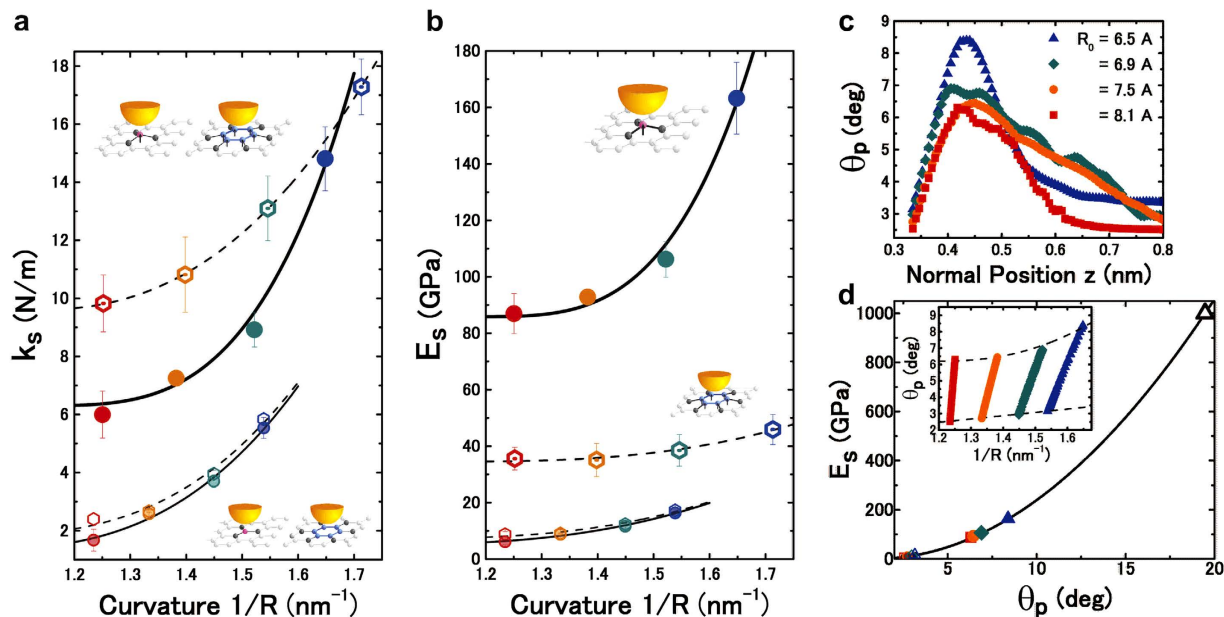 a
k_s (N/m)
18
16
14
12
10
8
6
4
2
1.2 1.3 1.4 1.5 1.6 1.7
Curvature 1/R (nm⁻¹)
b
E_s (GPa)
180
160
140
120
100
80
60
40
20
0
1.2 1.3 1.4 1.5 1.6 1.7
Curvature 1/R (nm⁻¹)
c
θ_p (deg)
9
8
7
6
5
4
3
R₀ = 6.5 A
= 6.9 A
= 7.5 A
= 8.1 A
0.3 0.4 0.5 0.6 0.7 0.8
Normal Position z (nm)
d
E_s (GPa)
1000
800
600
400
200
0
θ_p (deg)
9
8
7
6
5
4
3
2
1.2 1.3 1.4 1.5 1.6
1/R (nm⁻¹)
5 10 15 20
θ_p (deg)